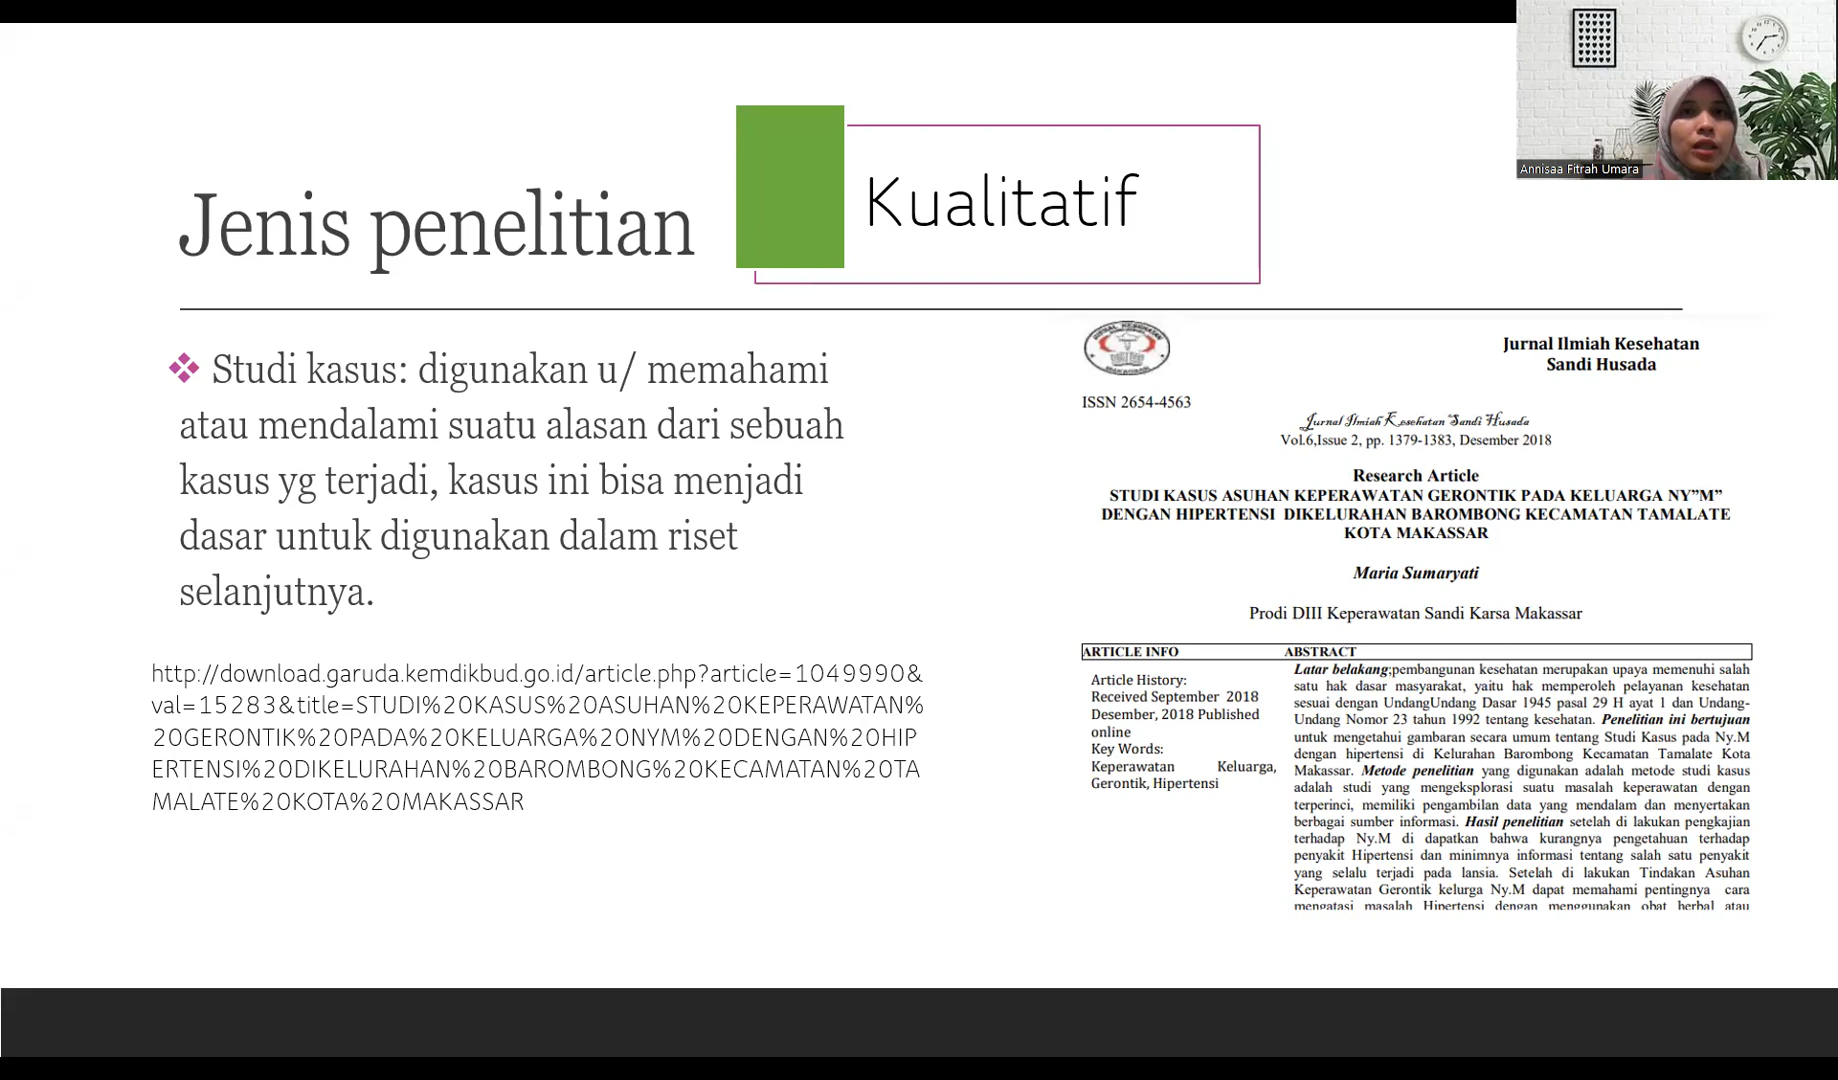 Annisaa Fitrah Umara
Jenis penelitian
Kualitatif
Studi kasus: digunakan u/ memahami
atau mendalami suatu alasan dari sebuah
kasus yg terjadi, kasus ini bisa menjadi
dasar untuk digunakan dalam riset
selanjutnya.
http://download.garuda.kemdikbud.go.id/article.php?article=1049990&
val=15283&title=STUDI%20KASUS%20ASUHAN%20KEPERAWATAN%
20GERONTIK%20PADA%20KELUARGA%20NYM%20DENGAN%20HIP
ERTENSI%20DIKELURAHAN%20BAROMBONG%20KECAMATAN%20TA
MALATE%20KOTA%20MAKASSAR
Jurnal Ilmiah Kesehatan
Sandi Husada
ISSN 2654-4563
Jurnal Ilmiah Kesehatan Sandi Husada
Vol.6,Issue 2, pp. 1379-1383, Desember 2018
Research Article
STUDI KASUS ASUHAN KEPERAWATAN GERONTIK PADA KELUARGA NY”M”
DENGAN HIPERTENSI DIKELURAHAN BAROMBONG KECAMATAN TAMALATE
KOTA MAKASSAR
Maria Sumaryati
Prodi DIII Keperawatan Sandi Karsa Makassar
ARTICLE INFO
Article History:
Received September 2018
Desember, 2018 Published
online
Key Words:
Keperawatan Keluarga,
Gerontik, Hipertensi
ABSTRACT
Latar belakang;pembangunan kesehatan merupakan upaya memenuhi salah
satu hak dasar masyarakat, yaitu hak memperoleh pelayanan kesehatan
sesuai dengan UndangUndang Dasar 1945 pasal 29 H ayat 1 dan Undang-
Undang Nomor 23 tahun 1992 tentang kesehatan. Penelitian ini bertujuan
untuk mengetahui gambaran secara umum tentang Studi Kasus pada Ny.M
dengan hipertensi di Kelurahan Barombong Kecamatan Tamalate Kota
Makassar. Metode penelitian yang digunakan adalah metode studi kasus
adalah studi yang mengeksplorasi suatu masalah keperawatan dengan
terperinci, memiliki pengambilan data yang mendalam dan menyertakan
berbagai sumber informasi. Hasil penelitian setelah di lakukan pengkajian
terhadap Ny.M di dapatkan bahwa kurangnya pengetahuan terhadap
penyakit Hipertensi dan minimnya informasi tentang salah satu penyakit
yang selalu terjadi pada lansia. Setelah di lakukan Tindakan Asuhan
Keperawatan Gerontik kelurga Ny.M dapat memahami pentingnya cara
mengatasi masalah Hipertensi dengan menggunakan obat herbal atau